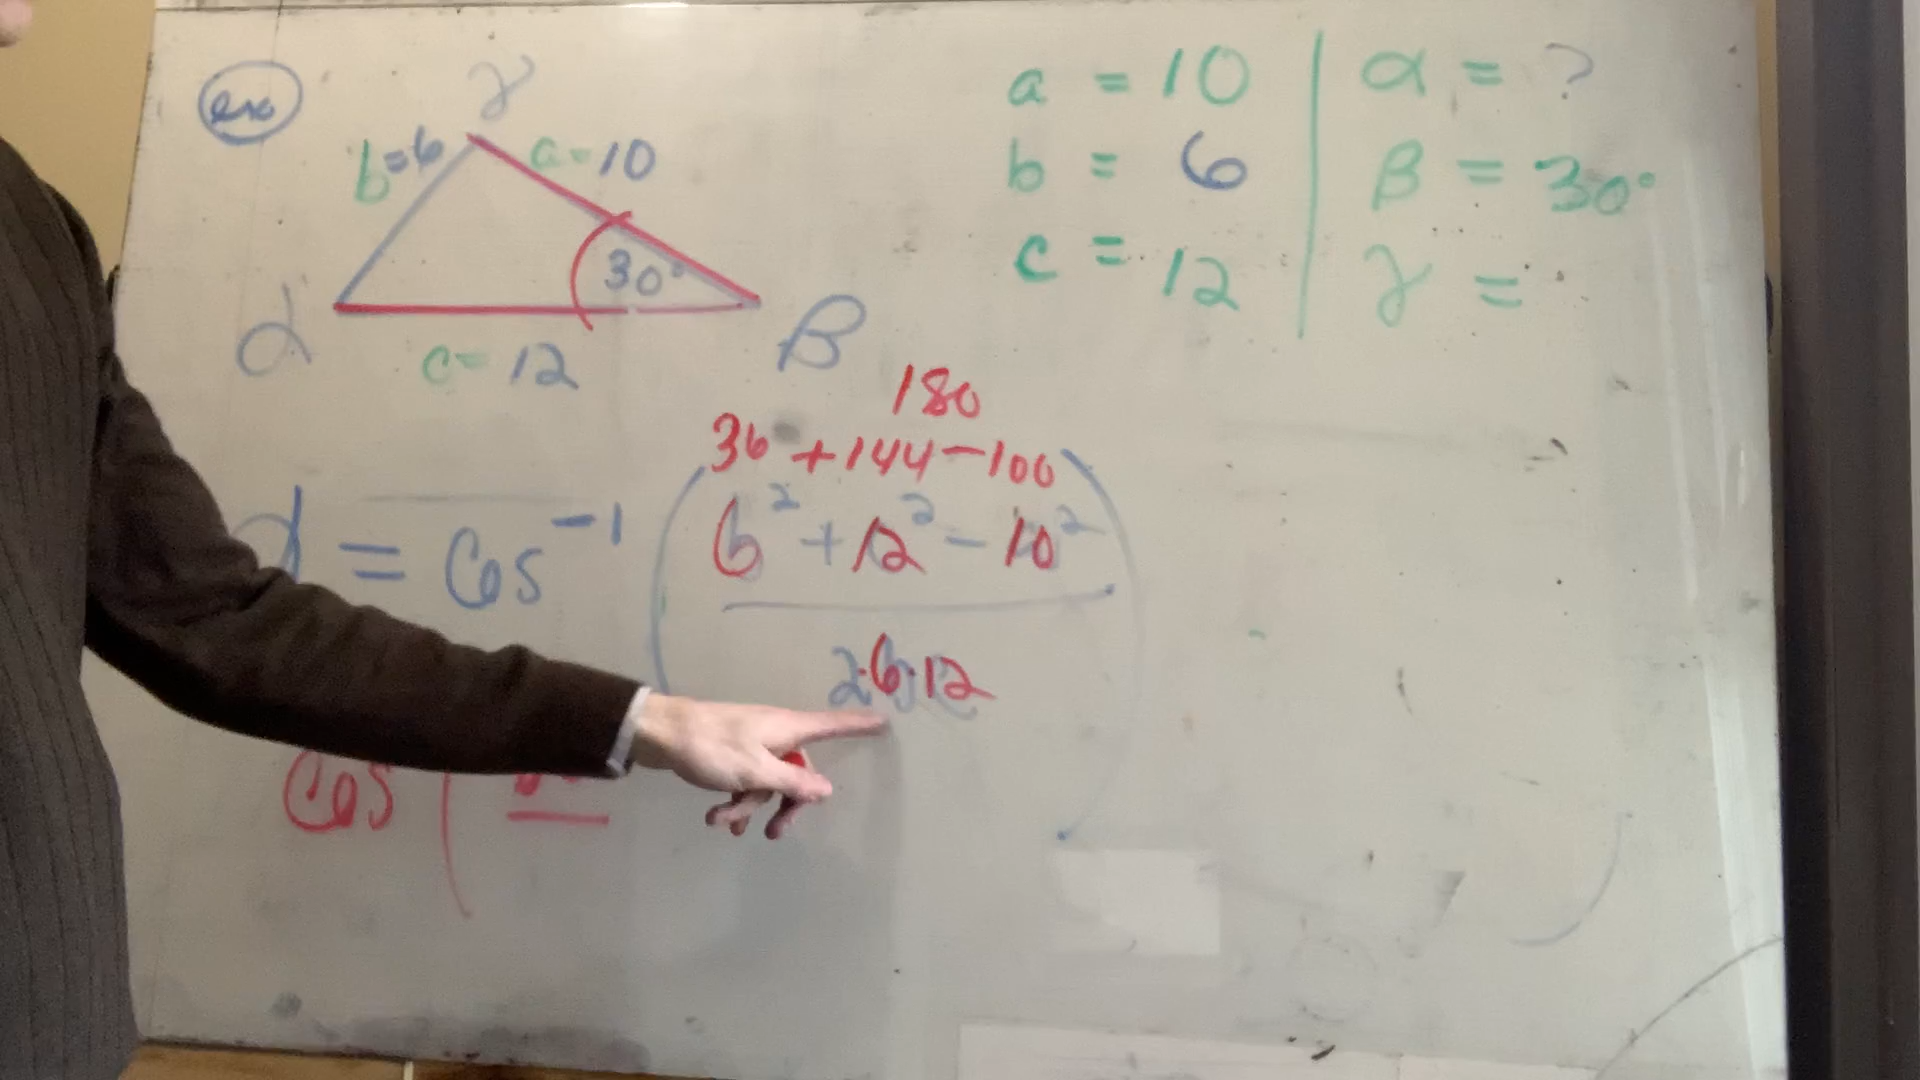 exo
γ
b=6 a=10
30°
α β
c=12
a = 10 α = ?
b = 6 β = 30°
c = 12 γ =
180
36 + 144 - 100
α = Cos⁻¹ ( 6² + 12² - 10²
2·6·12 )
Cos (